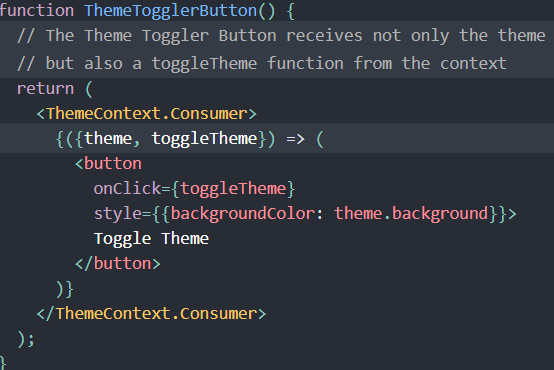 function ThemeTogglerButton() {
  // The Theme Toggler Button receives not only the theme
  // but also a toggleTheme function from the context
  return (
    <ThemeContext.Consumer>
      {({theme, toggleTheme}) => (
        <button
          onClick={toggleTheme}
          style={{backgroundColor: theme.background}}>
          Toggle Theme
        </button>
      )}
    </ThemeContext.Consumer>
  );
}